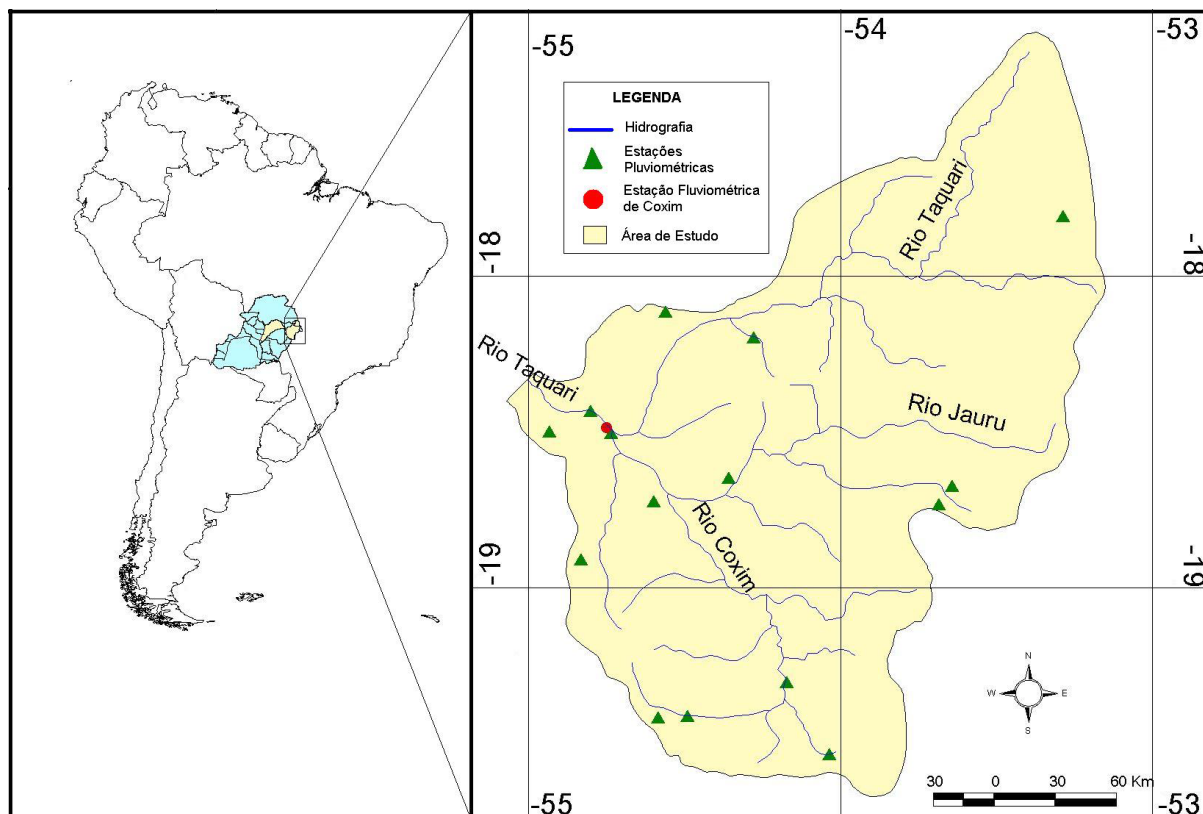 -55
-54
-53
LEGENDA
Hidrografia
Estações
Pluviométricas
Estação Fluviométrica
de Coxim
Área de Estudo
Rio Taquari
-18
-18
Rio Taquari
Rio Jauru
Rio Coxim
-19
-19
N
W
E
S
30
0
30
60 Km
-55
-53